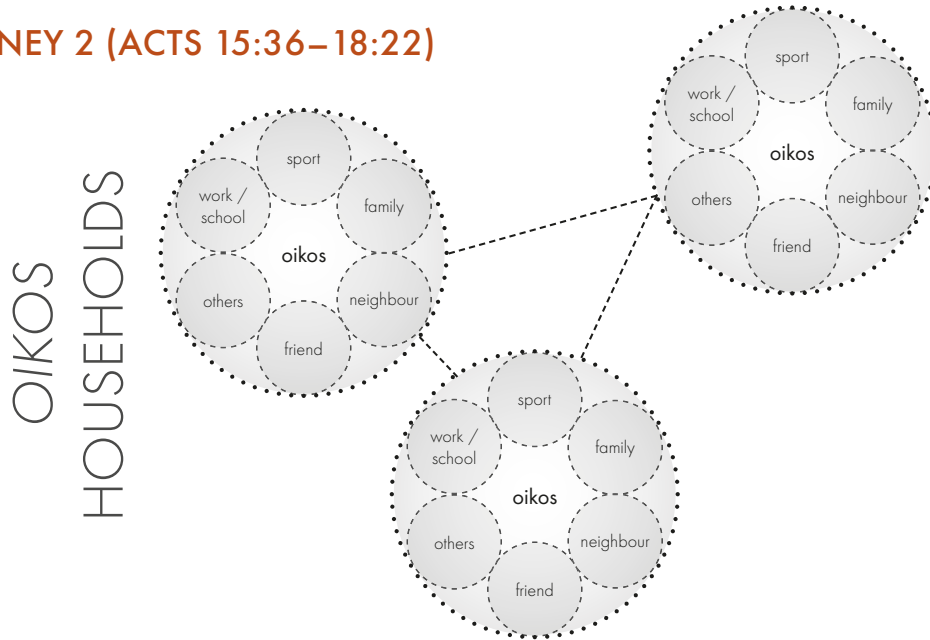 NEY 2 (ACTS 15:36–18:22)
OIKOS
HOUSEHOLDS
sport
work /
school
family
oikos
others
neighbour
friend
sport
work /
school
family
oikos
others
neighbour
friend
sport
work /
school
family
oikos
others
neighbour
friend